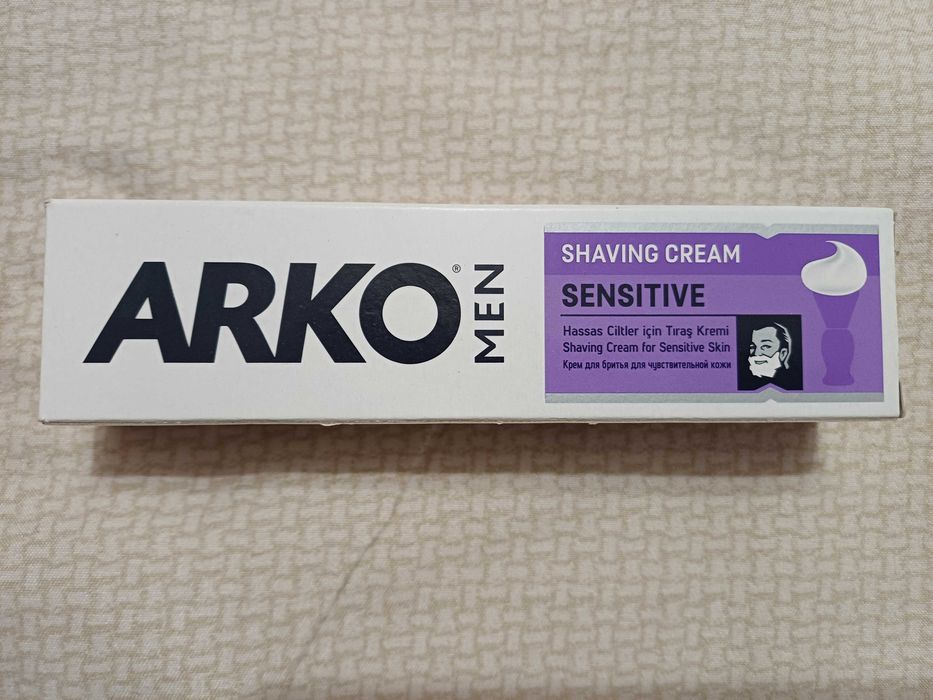 ARKO®
MEN
SHAVING CREAM
SENSITIVE
Hassas Ciltler için Tıraş Kremi
Shaving Cream for Sensitive Skin
Крем для бритья для чувствительной кожи